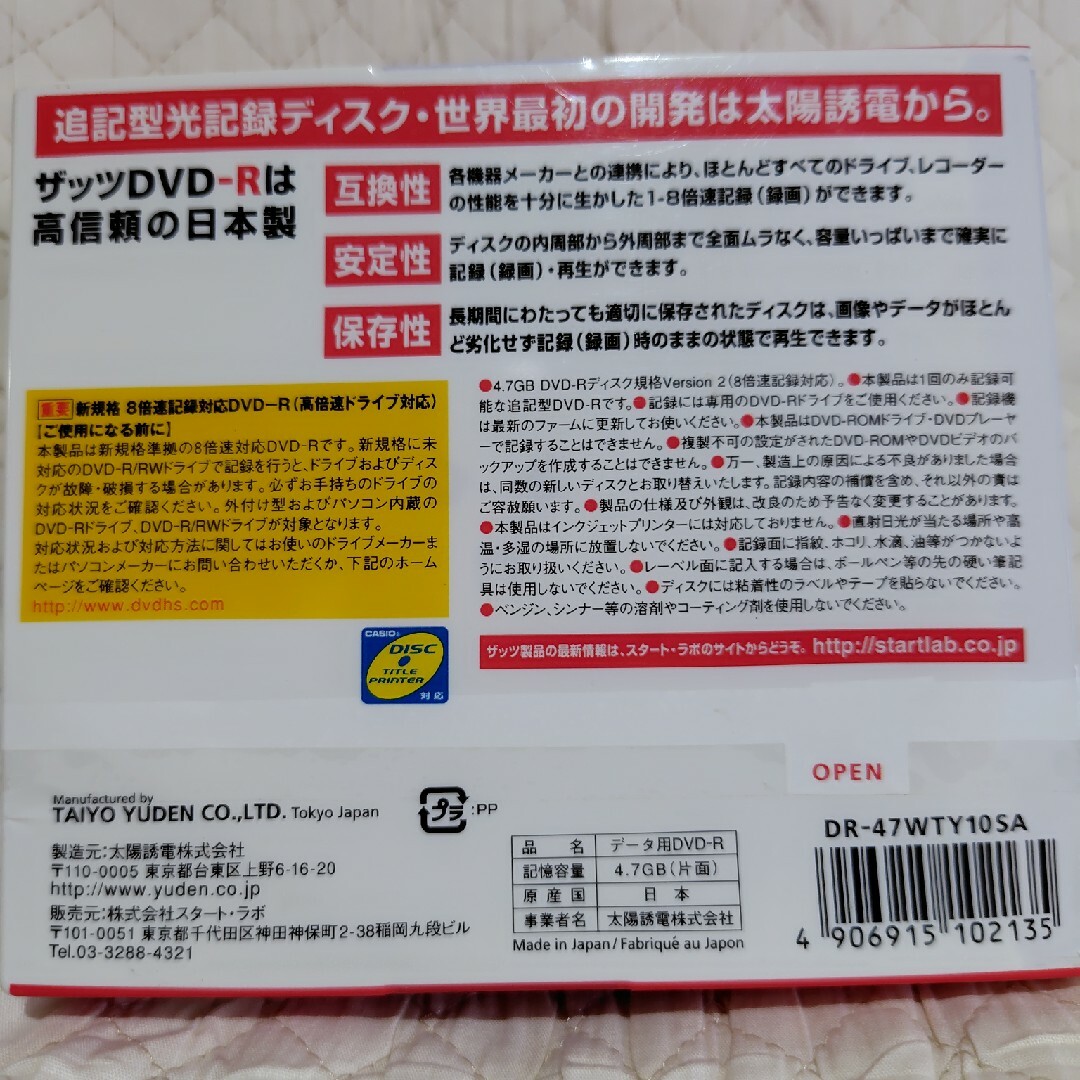 追記型光記録ディスク・世界最初の開発は太陽誘電から。
ザッツDVD-Rは
高信頼の日本製
互換性
各機器メーカーとの連携により、ほとんどすべてのドライブ、レコーダー
の性能を十分に生かした1-8倍速記録(録画)ができます。
安定性
ディスクの内周部から外周部まで全面ムラなく、容量いっぱいまで確実に
記録(録画)・再生ができます。
保存性
長期間にわたっても適切に保存されたディスクは、画像やデータがほとん
ど劣化せず記録(録画)時のままの状態で再生できます。
重要 新規格 8倍速記録対応DVD-R(高倍速ドライブ対応)
【ご使用になる前に】
本製品は新規格準拠の8倍速対応DVD-Rです。新規格に未
対応のDVD-R/RWドライブで記録を行うと、ドライブおよびディス
クが故障・破損する場合があります。必ずお手持ちのドライブの
対応状況をご確認ください。外付け型およびパソコン内蔵の
DVD-Rドライブ、DVD-R/RWドライブが対象となります。
対応状況および対応方法に関してはお使いのドライブメーカーま
たはパソコンメーカーにお問い合わせいただくか、下記のホーム
ページをご確認ください。
http://www.dvdhs.com
●4.7GB DVD-Rディスク規格Version 2(8倍速記録対応)。●本製品は1回のみ記録可
能な追記型DVD-Rです。●記録には専用のDVD-Rドライブをご使用ください。●記録機
は最新のファームに更新してお使いください。●本製品はDVD-ROMドライブ・DVDプレーヤ
ーで記録することはできません。●複製不可の設定がされたDVD-ROMやDVDビデオのバ
ックアップを作成することはできません。●万一、製造上の原因による不良がありました場合
は、同数の新しいディスクとお取り替えいたします。記録内容の補償を含め、それ以外の責は
ご容赦願います。●製品の仕様及び外観は、改良のため予告なく変更することがあります。
●本製品はインクジェットプリンターには対応しておりません。●直射日光が当たる場所や高
温・多湿の場所に放置しないでください。●記録面に指紋、ホコリ、水滴、油等がつかないよ
うにお取り扱いください。●レーベル面に記入する場合は、ボールペン等の先の硬い筆記
具は使用しないでください。●ディスクには粘着性のラベルやテープを貼らないでください。
●ベンジン、シンナー等の溶剤やコーティング剤を使用しないでください。
ザッツ製品の最新情報は、スタート・ラボのサイトからどうぞ。 http://startlab.co.jp
CASIO
DISC
TITLE
PRINTER
対応
OPEN
Manufactured by
TAIYO YUDEN CO.,LTD. Tokyo Japan
プラ :PP
製造元:太陽誘電株式会社
〒110-0005 東京都台東区上野6-16-20
http://www.yuden.co.jp
販売元:株式会社スタート・ラボ
〒101-0051 東京都千代田区神田神保町2-38稲岡九段ビル
Tel.03-3288-4321
品名 データ用DVD-R
記憶容量 4.7GB(片面)
原産国 日本
事業者名 太陽誘電株式会社
Made in Japan/Fabriqué au Japon
DR-47WTY10SA
4 906915 102135